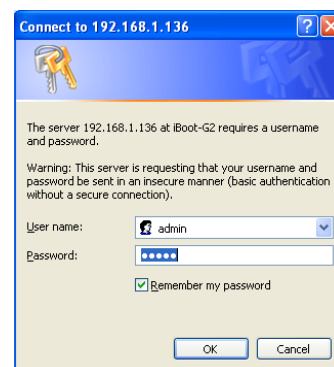 Connect to 192.168.1.136
The server 192.168.1.136 at iBoot-G2 requires a username
and password.
Warning: This server is requesting that your username and
password be sent in an insecure manner (basic authentication
without a secure connection).
User name:
admin
Password:
•••••
Remember my password
OK
Cancel